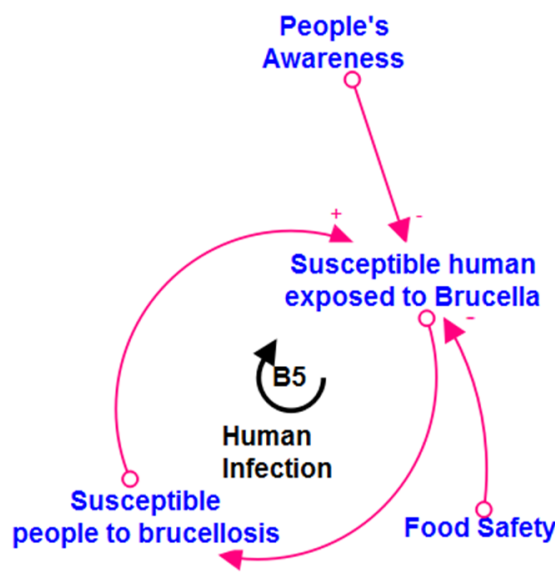 People's
Awareness
+
-
Susceptible human
exposed to Brucella
-
B5
Human
Infection
Susceptible
people to brucellosis
Food Safety